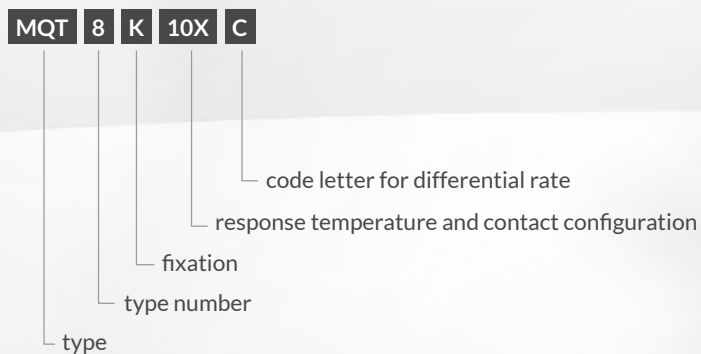 MQT 8 K 10X C
code letter for differential rate
response temperature and contact configuration
fixation
type number
type